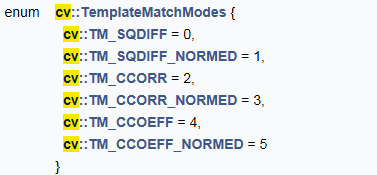 enum cv::TemplateMatchModes {
cv::TM_SQDIFF = 0,
cv::TM_SQDIFF_NORMED = 1,
cv::TM_CCORR = 2,
cv::TM_CCORR_NORMED = 3,
cv::TM_CCOEFF = 4,
cv::TM_CCOEFF_NORMED = 5
}